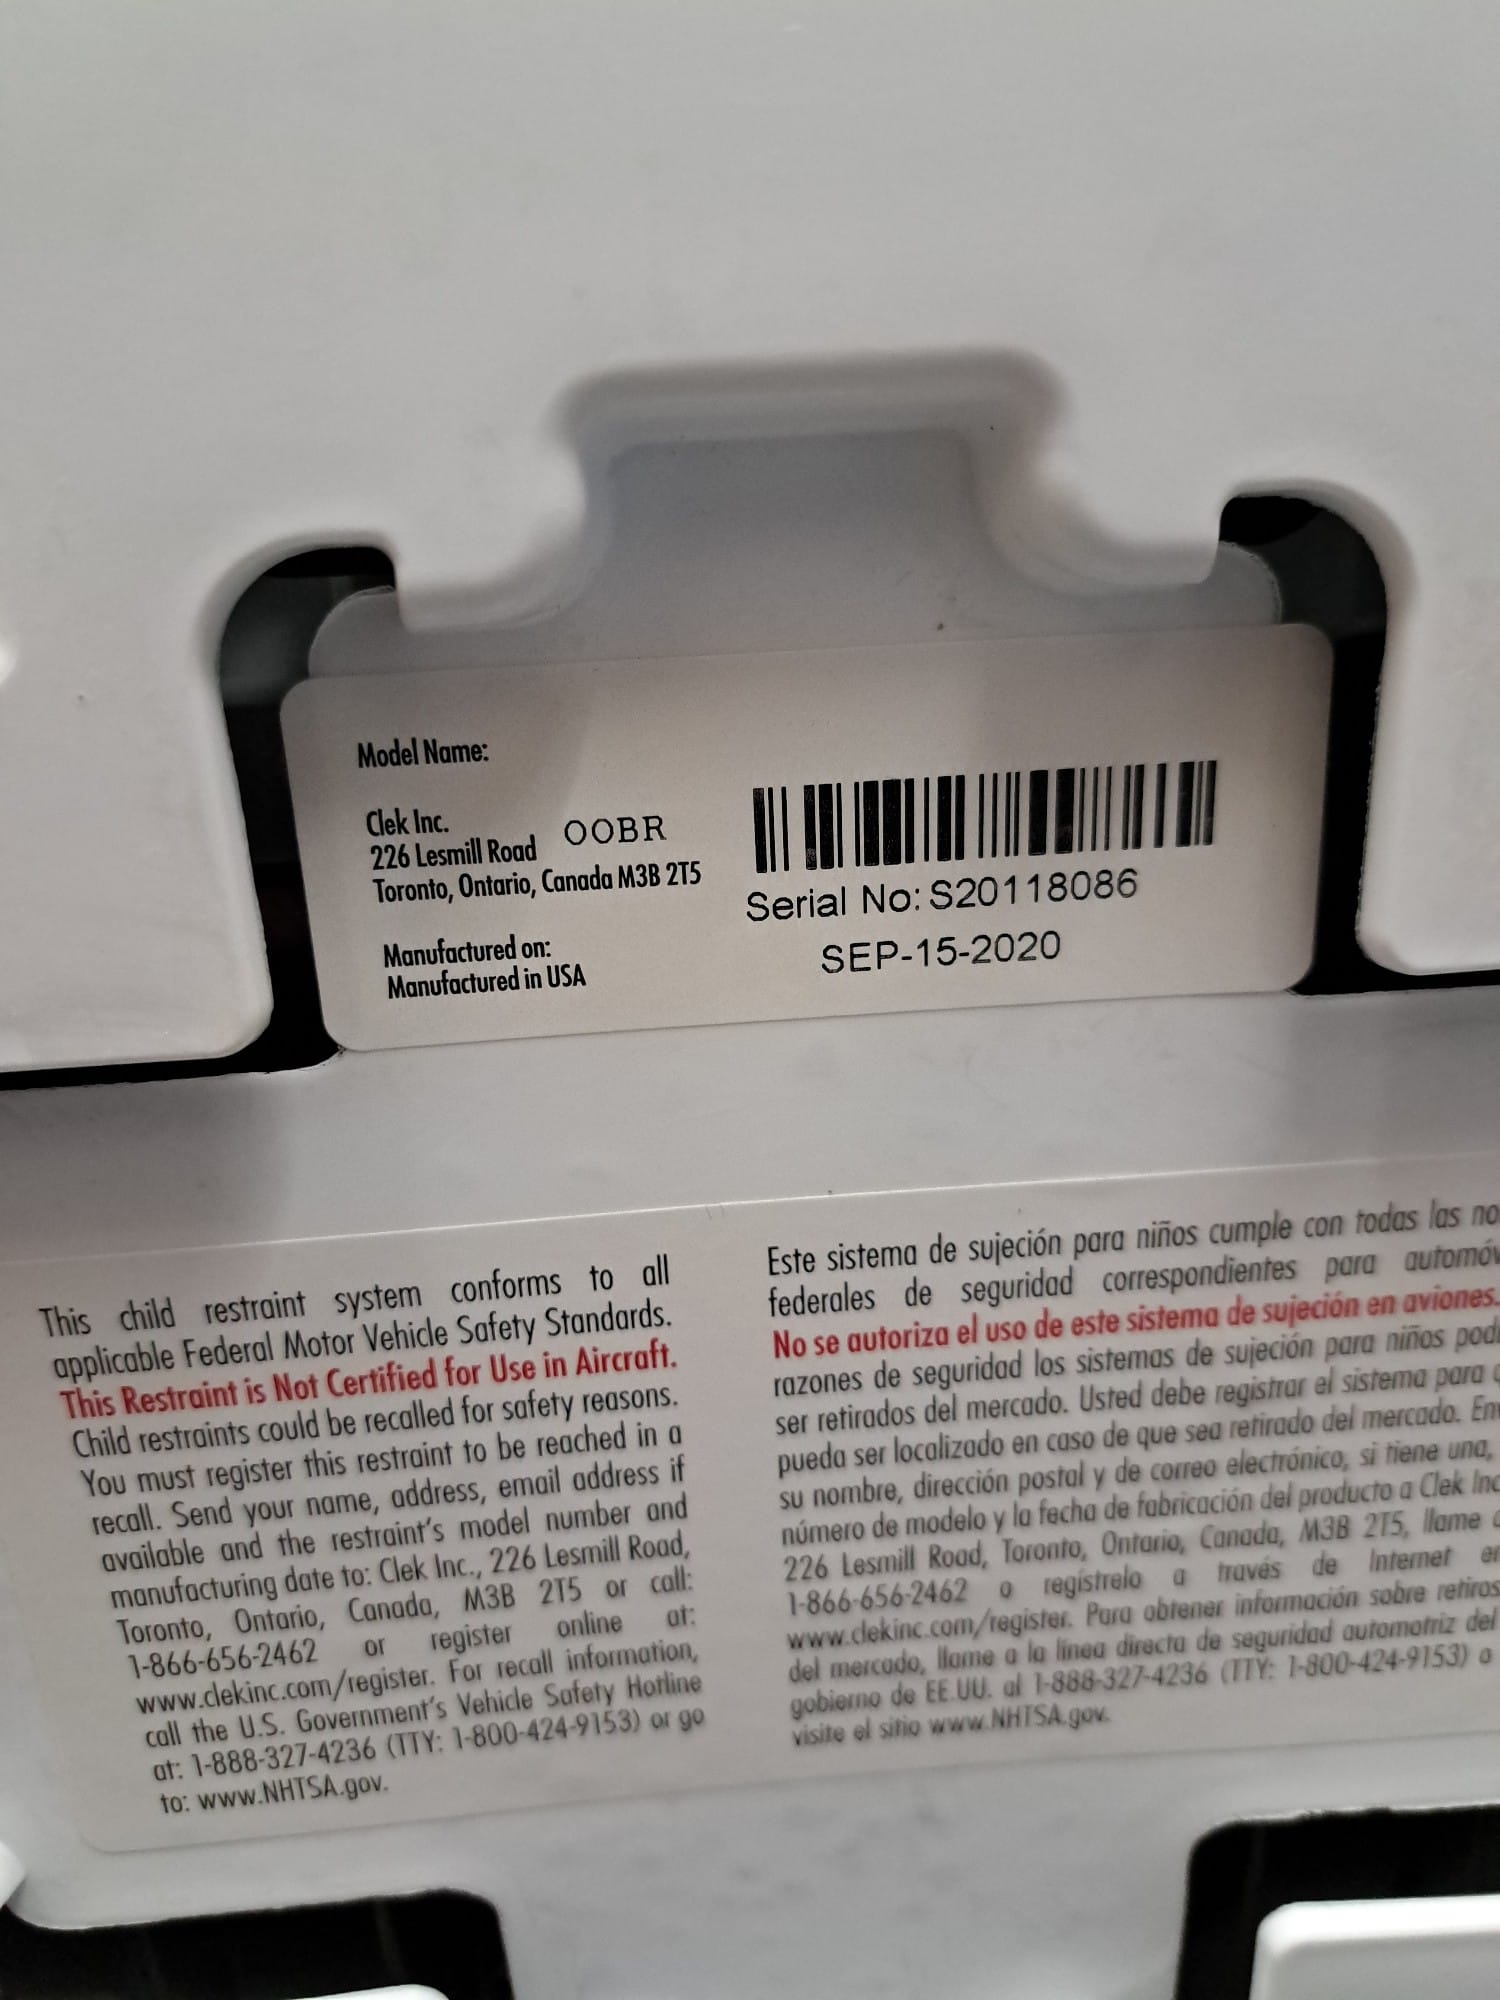 Model Name:
Clek Inc.
226 Lesmill Road OOBR
Toronto, Ontario, Canada M3B 2T5
Manufactured on:
Manufactured in USA
Serial No: S20118086
SEP-15-2020
This child restraint system conforms to all
applicable Federal Motor Vehicle Safety Standards.
This Restraint is Not Certified for Use in Aircraft.
Child restraints could be recalled for safety reasons.
You must register this restraint to be reached in a
recall. Send your name, address, email address if
available and the restraint's model number and
manufacturing date to: Clek Inc., 226 Lesmill Road,
Toronto, Ontario, Canada, M3B 2T5 or call:
1-866-656-2462 or register online at:
www.clekinc.com/register. For recall information,
call the U.S. Government's Vehicle Safety Hotline
at: 1-888-327-4236 (TTY: 1-800-424-9153) or go
to: www.NHTSA.gov.
Este sistema de sujeción para niños cumple con todas las
federales de seguridad correspondientes para
No se autoriza el uso de este sistema de sujeción en aviones.
razones de seguridad los sistemas de sujeción para niños
ser retirados del mercado. Usted debe registrar el sistema para
pueda ser localizado en caso de que sea retirado del mercado.
su nombre, dirección postal y de correo electrónico, si tiene una,
número de modelo y la fecha de fabricación del producto a Clek
226 Lesmill Road, Toronto, Ontario, Canada, M3B 2T5, llame
1-866-656-2462 o regístrelo a través de Internet
www.clekinc.com/register. Para obtener información sobre
del mercado, llame a la línea directa de seguridad automotriz del
gobierno de EE.UU. al 1-888-327-4236 (TTY: 1-800-424-9153) o
visite el sitio www.NHTSA.gov.